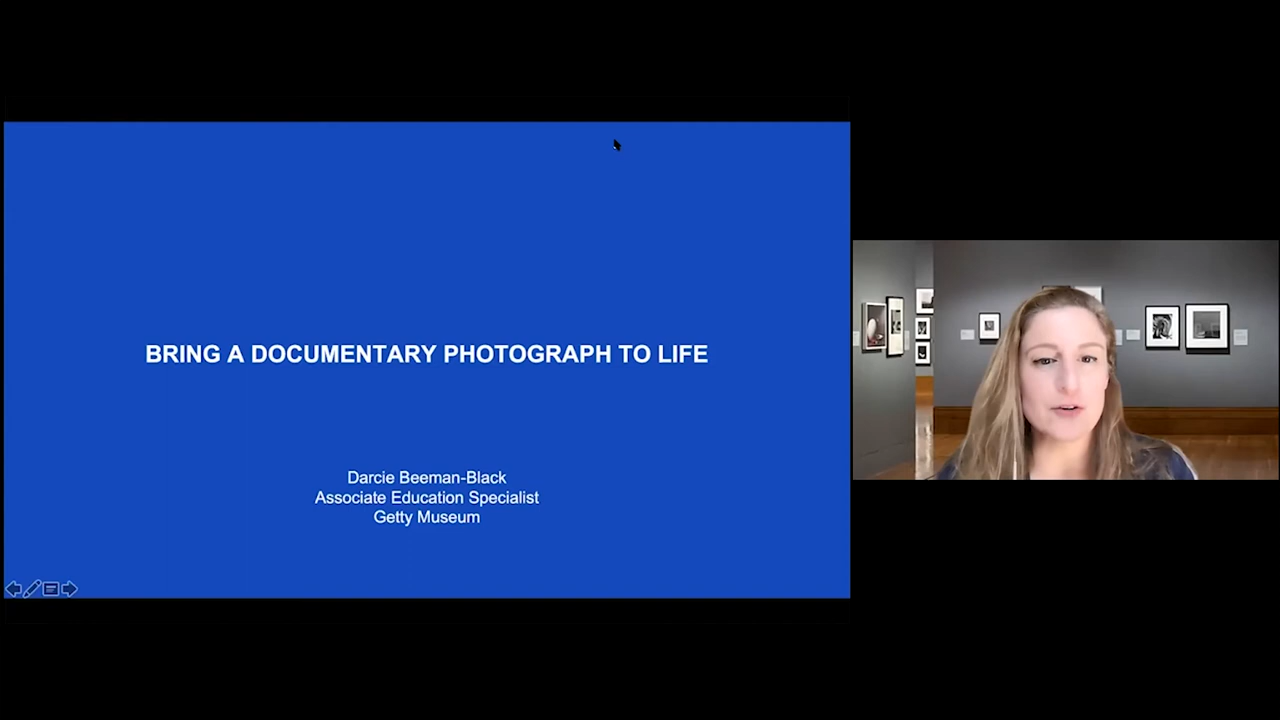 BRING A DOCUMENTARY PHOTOGRAPH TO LIFE
Darcie Beeman-Black
Associate Education Specialist
Getty Museum